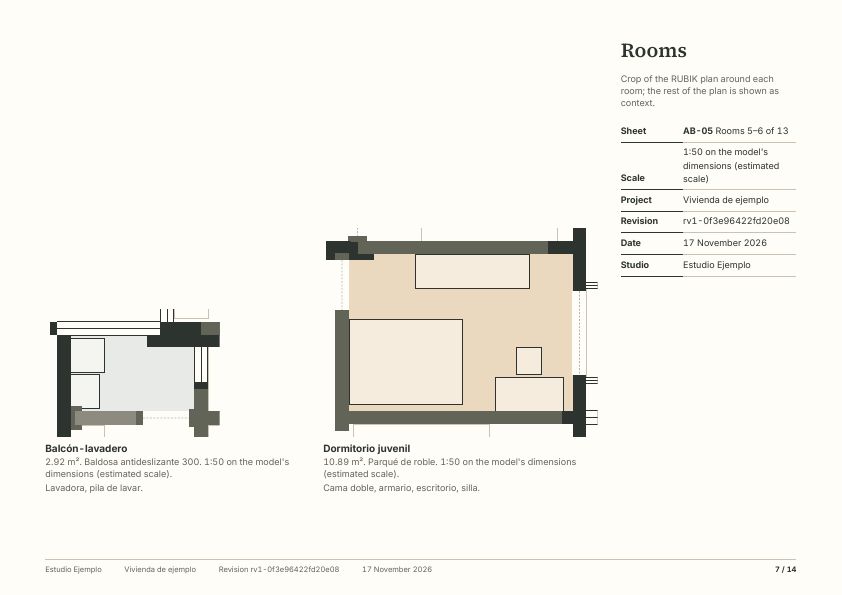 Rooms
Crop of the RUBIK plan around each
room; the rest of the plan is shown as
context.
Sheet AB-05 Rooms 5–6 of 13
Scale 1:50 on the model's
dimensions (estimated
scale)
Project Vivienda de ejemplo
Revision rv1-0f3e96422fd20e08
Date 17 November 2026
Studio Estudio Ejemplo
Balcón-lavadero
2.92 m². Baldosa antideslizante 300. 1:50 on the model's
dimensions (estimated scale).
Lavadora, pila de lavar.
Dormitorio juvenil
10.89 m². Parqué de roble. 1:50 on the model's dimensions
(estimated scale).
Cama doble, armario, escritorio, silla.
Estudio Ejemplo Vivienda de ejemplo Revision rv1-0f3e96422fd20e08 17 November 2026 7 / 14